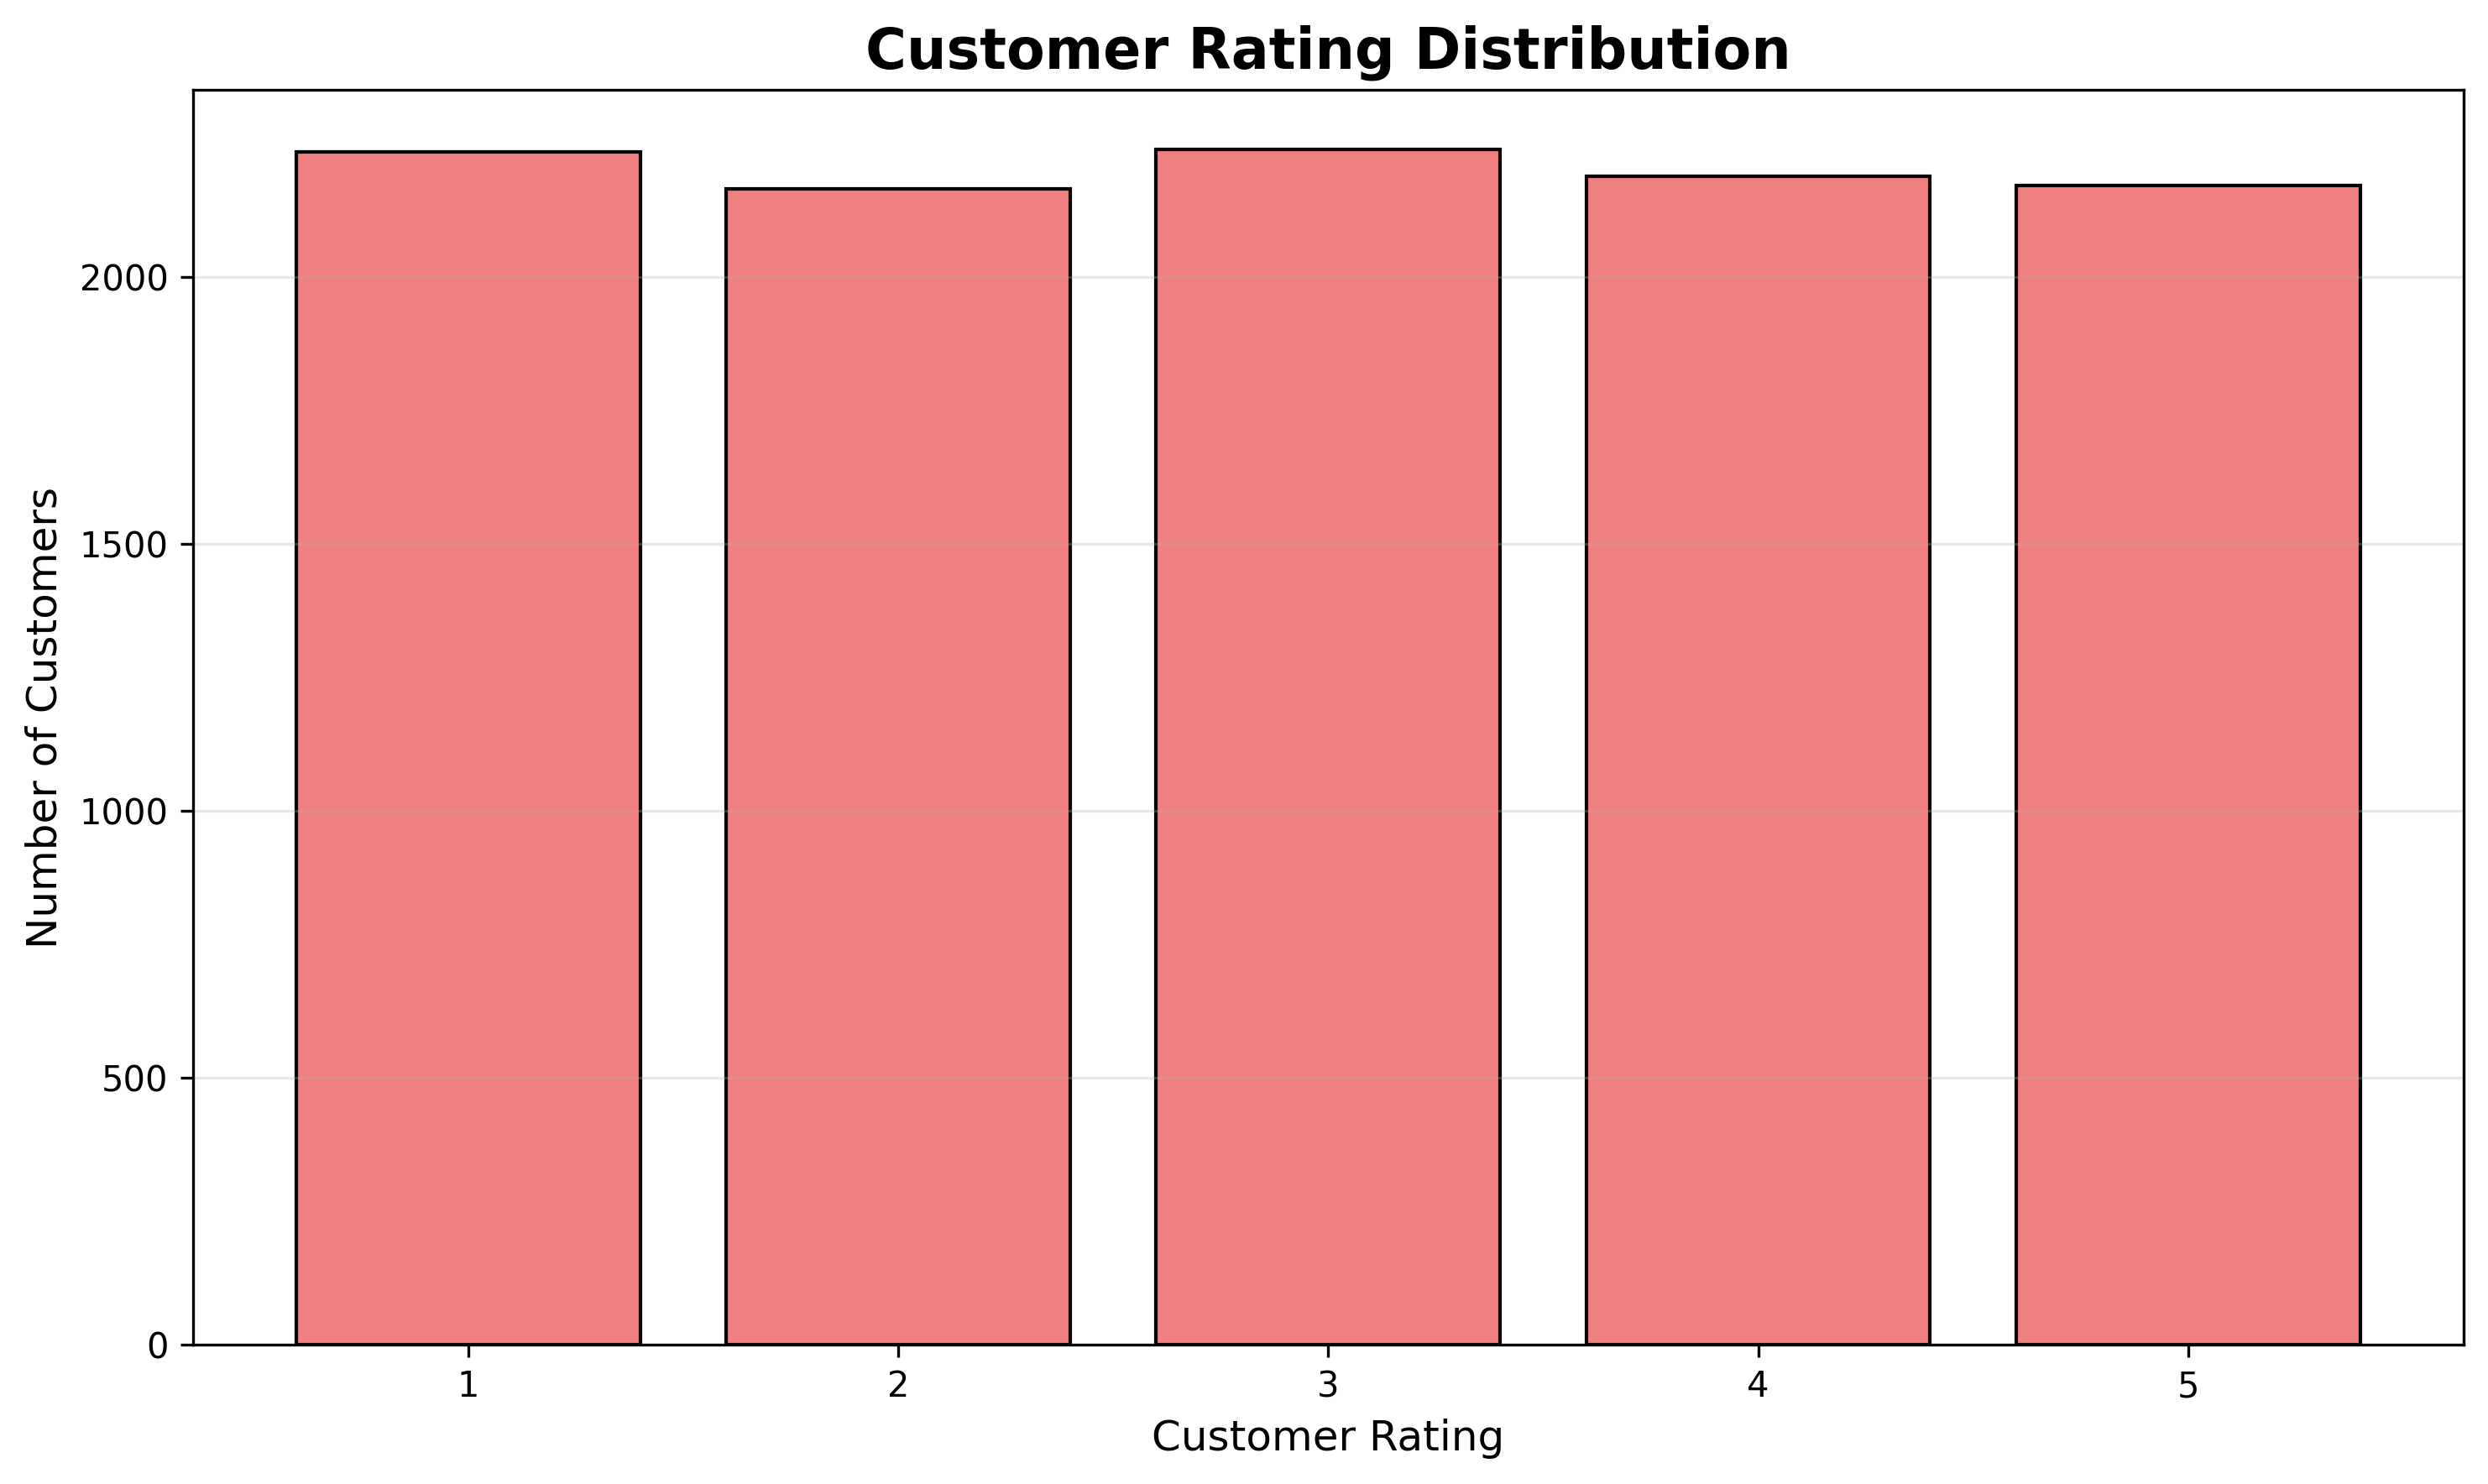 Customer Rating Distribution
Number of Customers
2000
1500
1000
500
0
1 2 3 4 5
Customer Rating